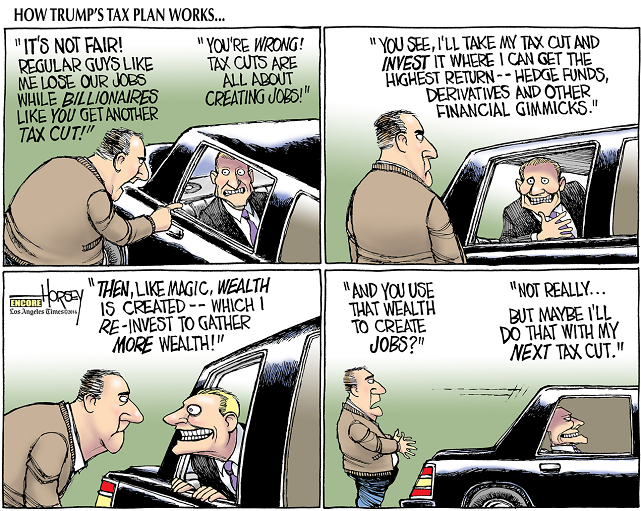 HOW TRUMP'S TAX PLAN WORKS...
"IT'S NOT FAIR!
REGULAR GUYS LIKE
ME LOSE OUR JOBS
WHILE BILLIONAIRES
LIKE YOU GET ANOTHER
TAX CUT!"
"YOU'RE WRONG!
TAX CUTS ARE
ALL ABOUT
CREATING JOBS!"
"YOU SEE, I'LL TAKE MY TAX CUT AND
INVEST IT WHERE I CAN GET THE
HIGHEST RETURN -- HEDGE FUNDS,
DERIVATIVES AND OTHER
FINANCIAL GIMMICKS."
ENCORE
HORSEY
Los Angeles Times ©2016
"THEN, LIKE MAGIC, WEALTH
IS CREATED -- WHICH I
RE-INVEST TO GATHER
MORE WEALTH!"
"AND YOU USE
THAT WEALTH
TO CREATE
JOBS?"
"NOT REALLY...
BUT MAYBE I'LL
DO THAT WITH MY
NEXT TAX CUT."